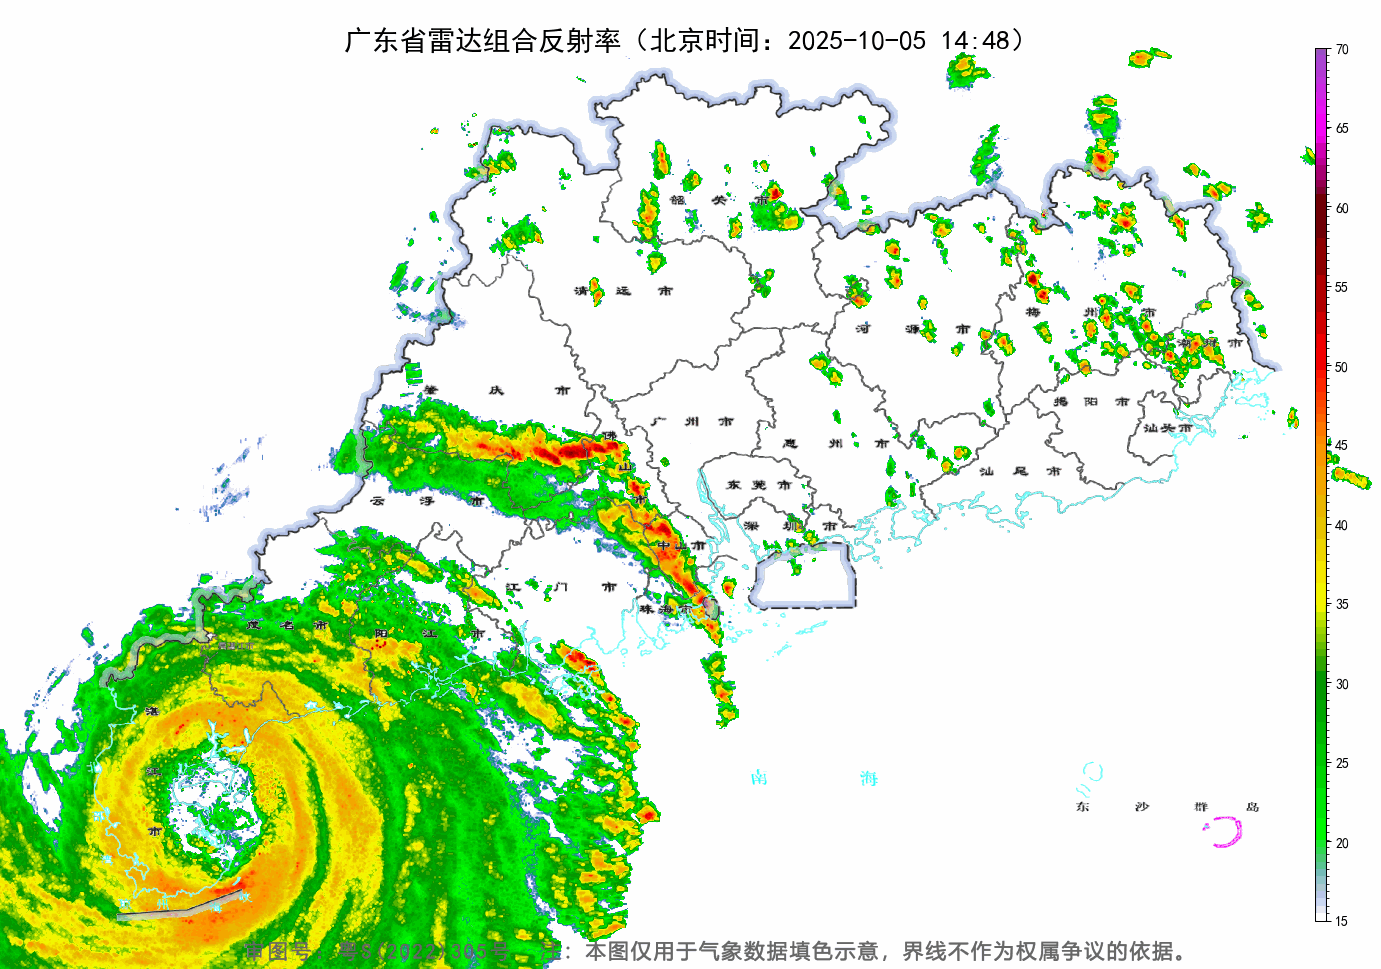 广东省雷达组合反射率（北京时间：2025-10-05 14:48）
70
65
60
55
50
45
40
35
30
25
20
15
韶关市
清远市
河源市
梅州市
潮州市
肇庆市
广州市
佛山市
惠州市
揭阳市
汕头市
汕尾市
东莞市
云浮市
深圳市
中山市
江门市
珠海市
茂名市
阳江市
湛江市
南海
东沙群岛
审图号：粤S(2022)305号 注：本图仅用于气象数据填色示意，界线不作为权属争议的依据。